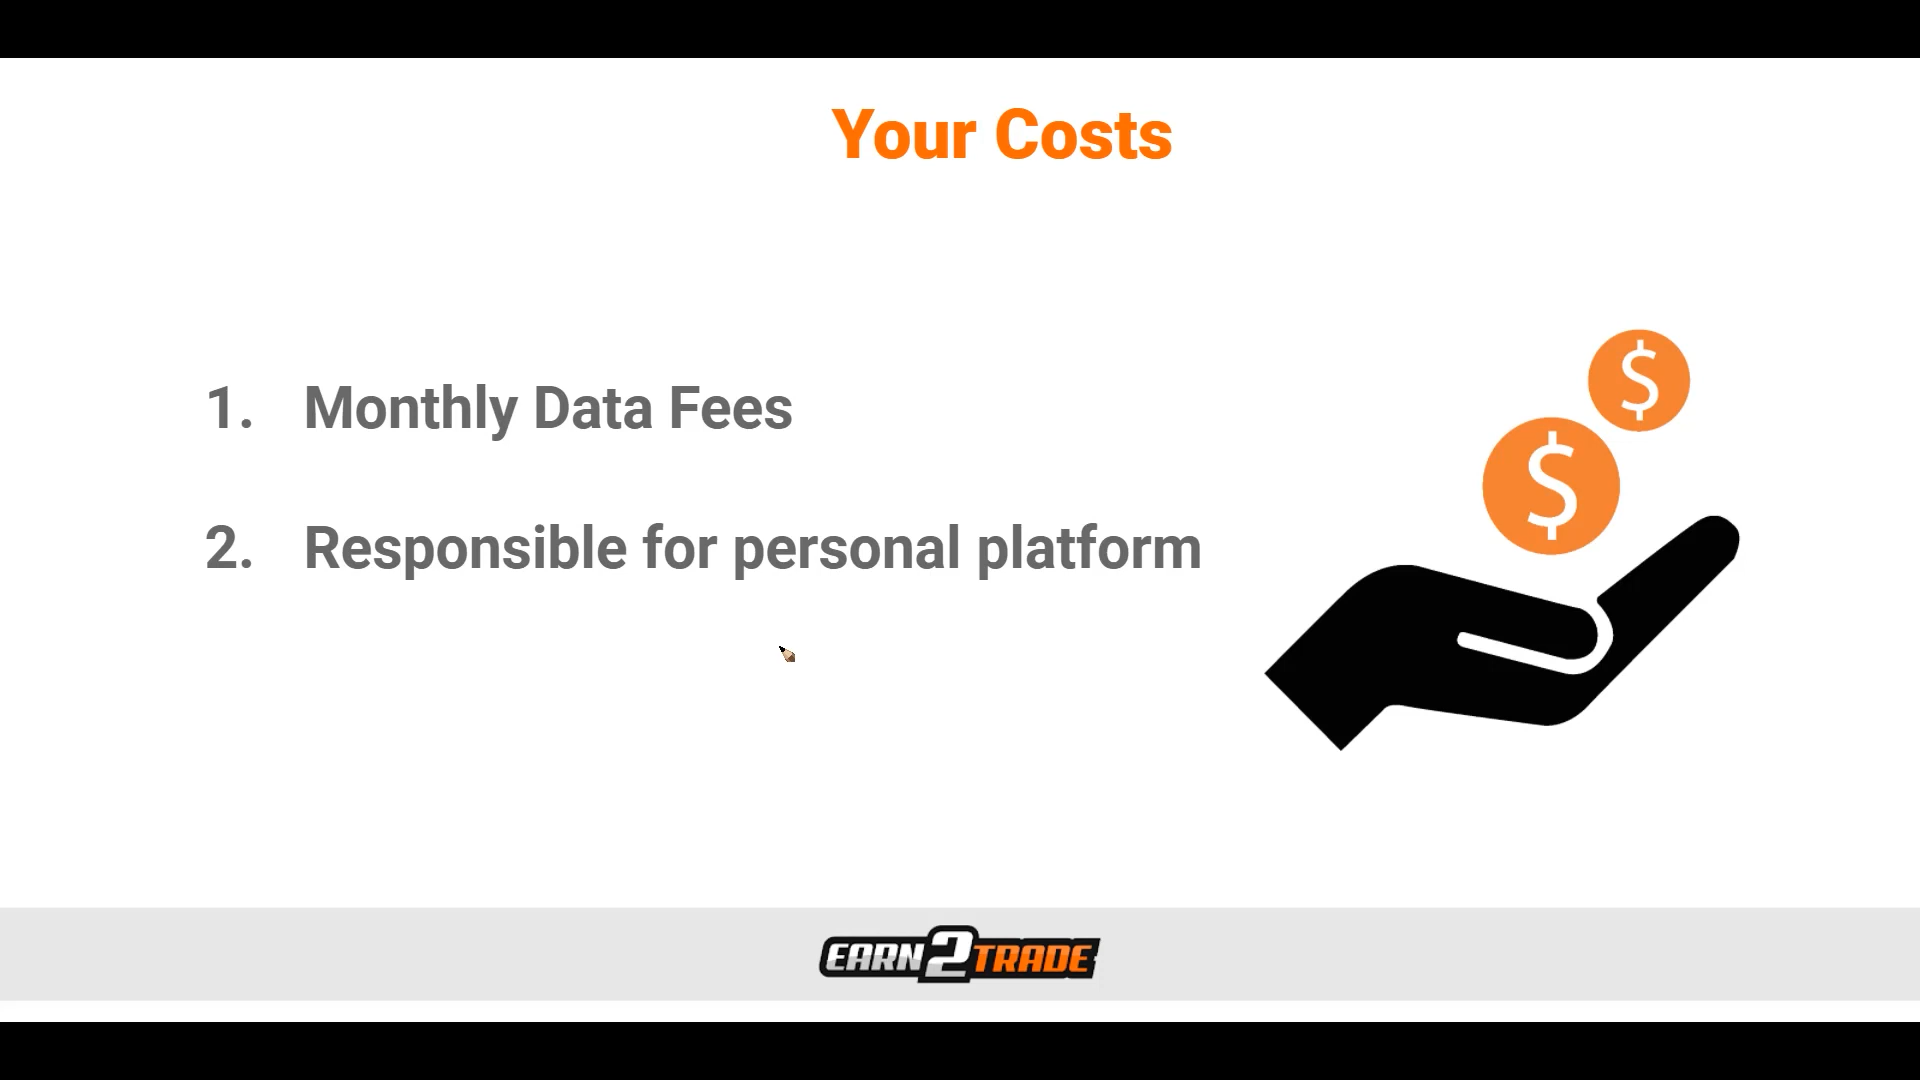 Your Costs
1. Monthly Data Fees
2. Responsible for personal platform
$
$
EARN2TRADE